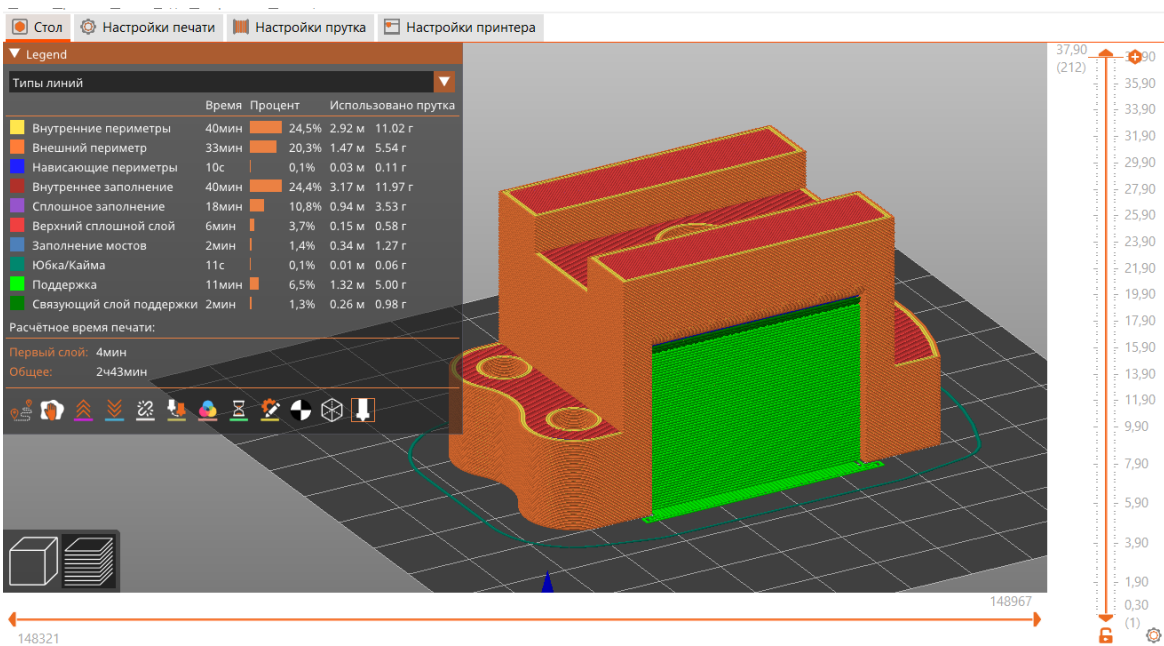 Стол Настройки печати Настройки прутка Настройки принтера
Legend
Типы линий
Время Процент Использовано прутка
Внутренние периметры 40мин 24,5% 2.92 м 11.02 г
Внешний периметр 33мин 20,3% 1.47 м 5.54 г
Нависающие периметры 10с 0,1% 0.03 м 0.11 г
Внутреннее заполнение 40мин 24,4% 3.17 м 11.97 г
Сплошное заполнение 18мин 10,8% 0.94 м 3.53 г
Верхний сплошной слой 6мин 3,7% 0.15 м 0.58 г
Заполнение мостов 2мин 1,4% 0.34 м 1.27 г
Юбка/Кайма 11с 0,1% 0.01 м 0.06 г
Поддержка 11мин 6,5% 1.32 м 5.00 г
Связующий слой поддержки 2мин 1,3% 0.26 м 0.98 г
Расчётное время печати:
Первый слой: 4мин
Общее: 2ч43мин
37,90
(212)
35,90
33,90
31,90
29,90
27,90
25,90
23,90
21,90
19,90
17,90
15,90
13,90
11,90
9,90
7,90
5,90
3,90
1,90
0,30
(1)
148967
148321